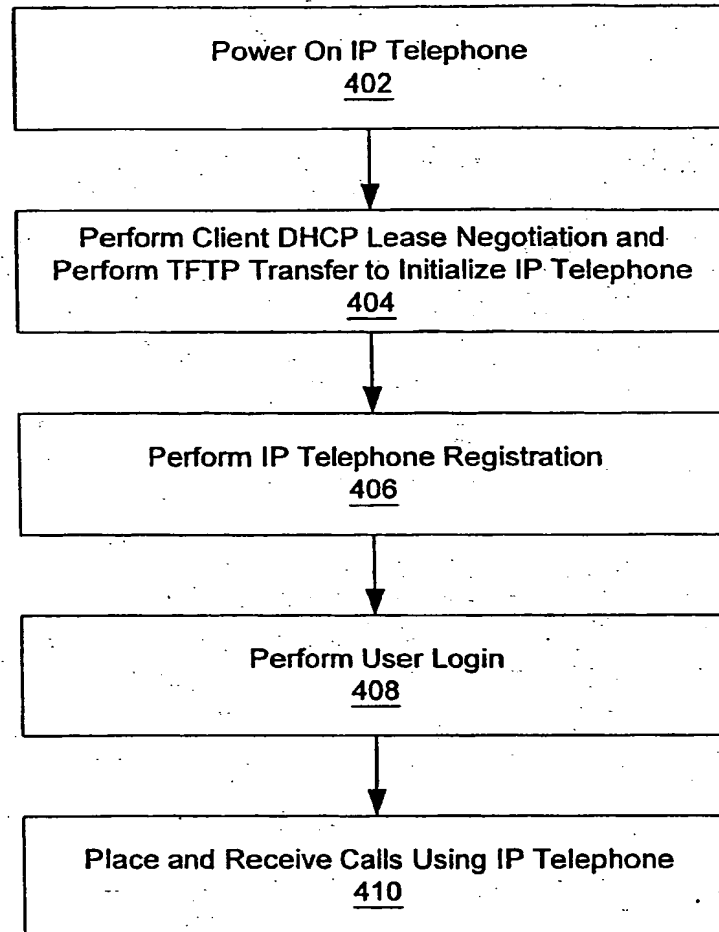 Power On IP Telephone
402
Perform Client DHCP Lease Negotiation and
Perform TFTP Transfer to Initialize IP Telephone
404
Perform IP Telephone Registration
406
Perform User Login
408
Place and Receive Calls Using IP Telephone
410